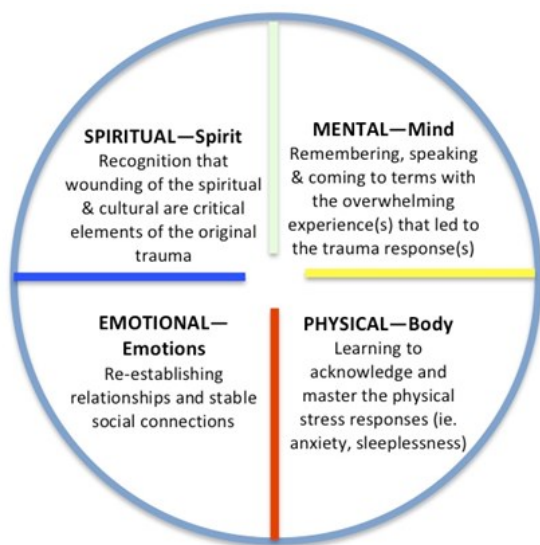 SPIRITUAL—Spirit
Recognition that
wounding of the spiritual
& cultural are critical
elements of the original
trauma
MENTAL—Mind
Remembering, speaking
& coming to terms with
the overwhelming
experience(s) that led to
the trauma response(s)
EMOTIONAL—
Emotions
Re-establishing
relationships and stable
social connections
PHYSICAL—Body
Learning to
acknowledge and
master the physical
stress responses (ie.
anxiety, sleeplessness)